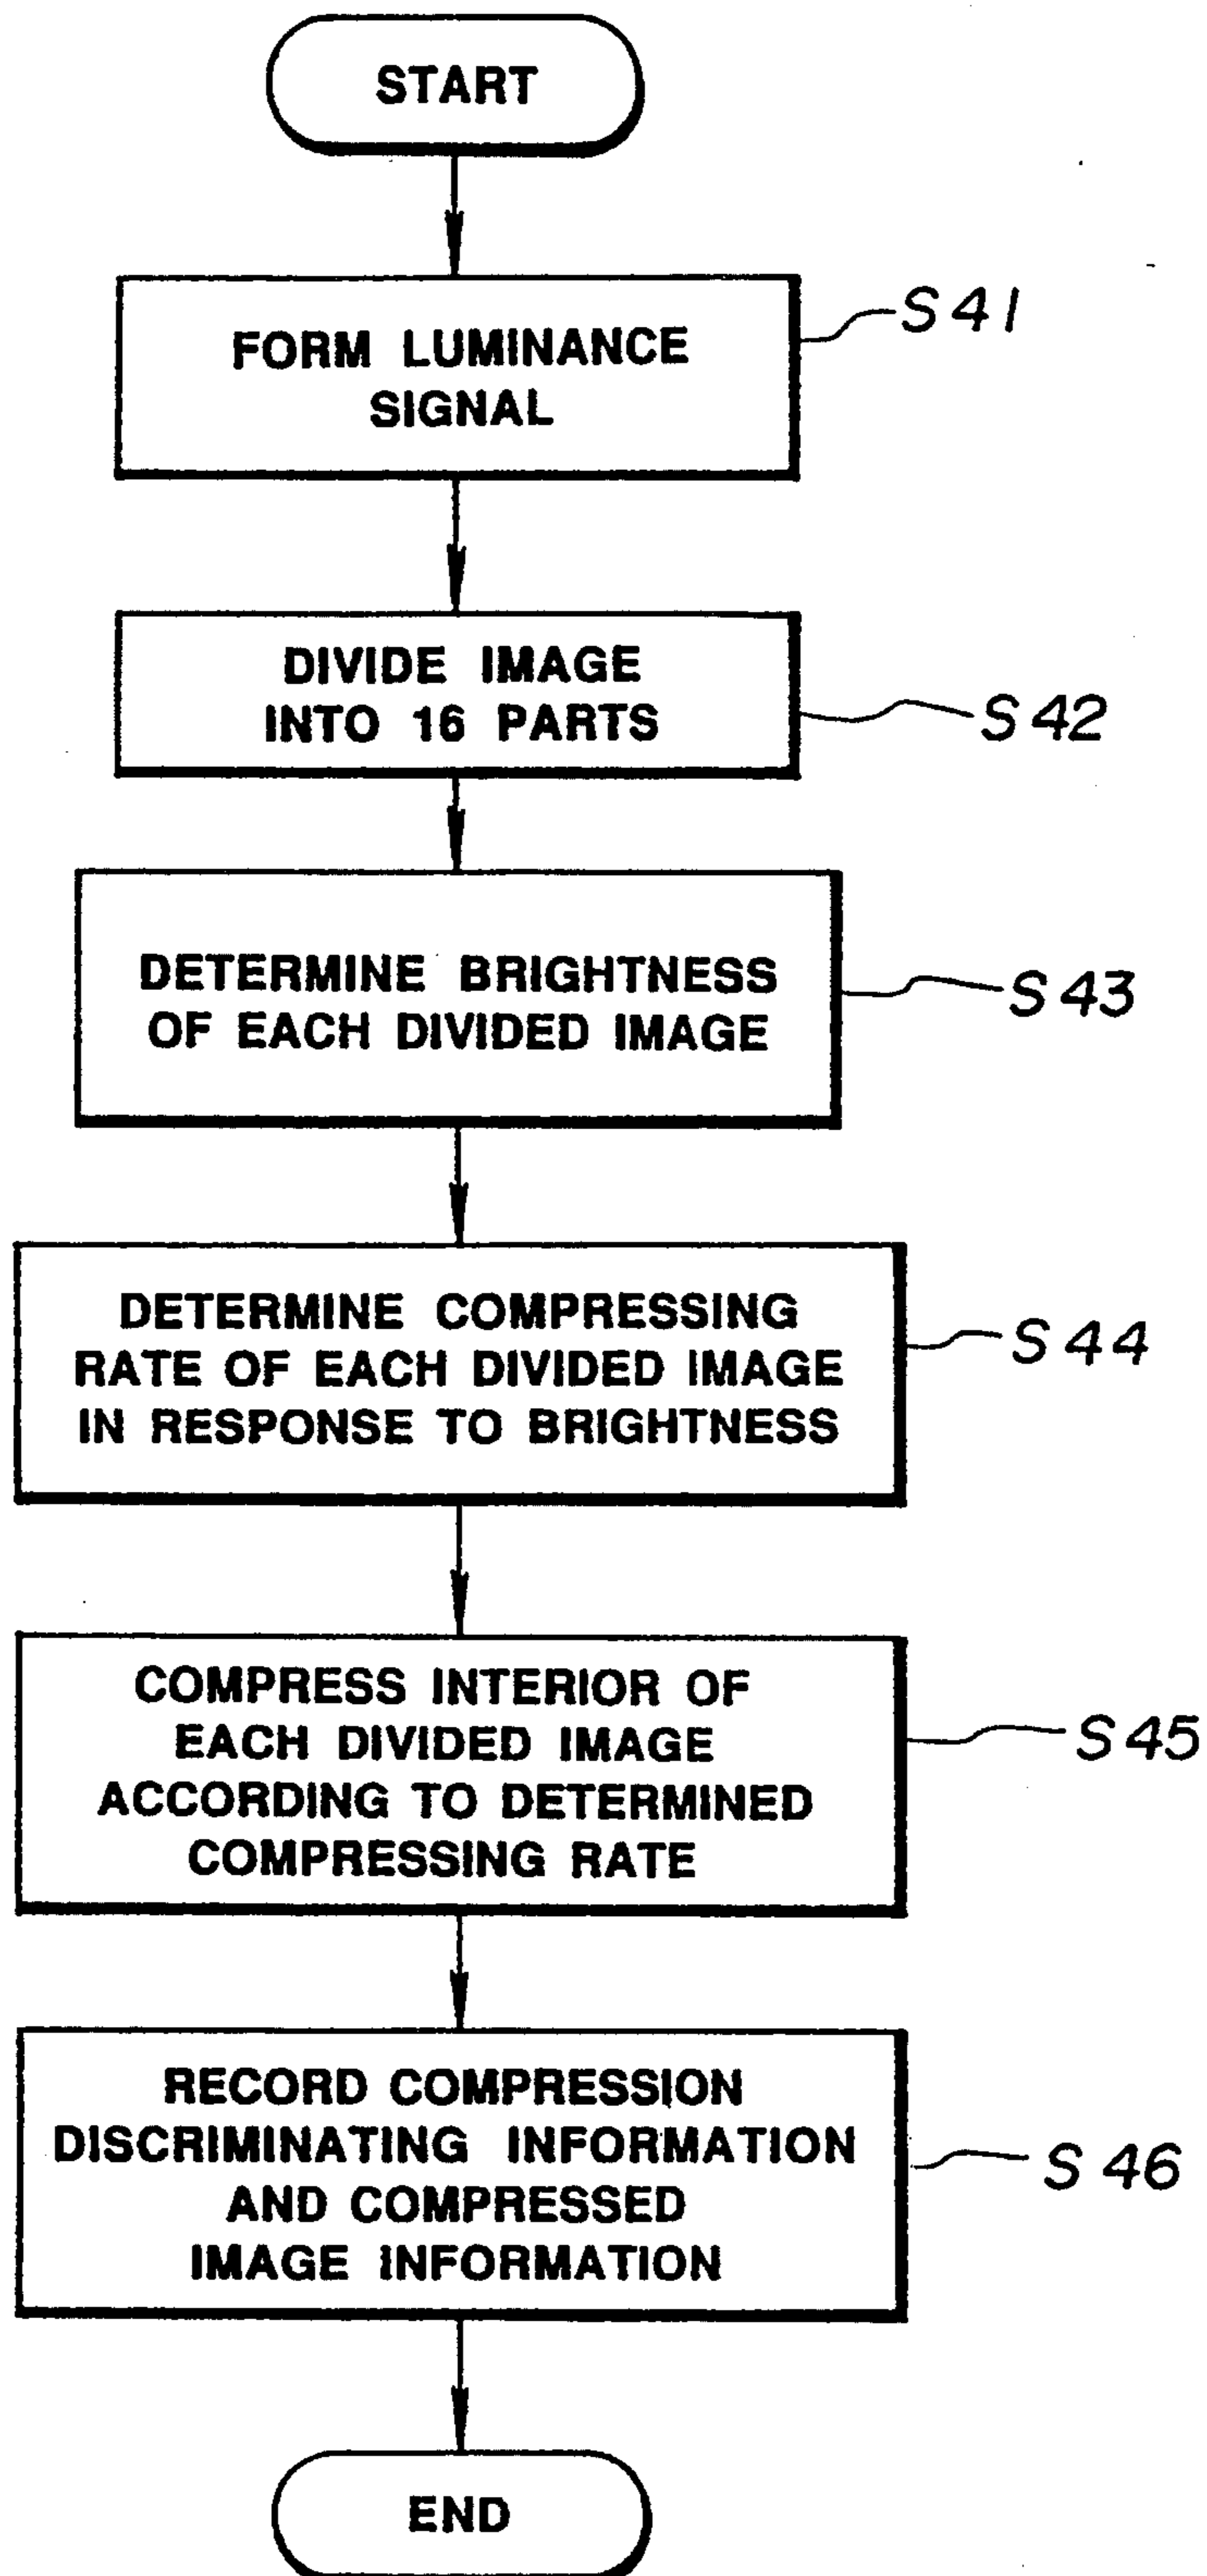 START
FORM LUMINANCE
SIGNAL
S41
DIVIDE IMAGE
INTO 16 PARTS
S42
DETERMINE BRIGHTNESS
OF EACH DIVIDED IMAGE
S43
DETERMINE COMPRESSING
RATE OF EACH DIVIDED IMAGE
IN RESPONSE TO BRIGHTNESS
S44
COMPRESS INTERIOR OF
EACH DIVIDED IMAGE
ACCORDING TO DETERMINED
COMPRESSING RATE
S45
RECORD COMPRESSION
DISCRIMINATING INFORMATION
AND COMPRESSED
IMAGE INFORMATION
S46
END